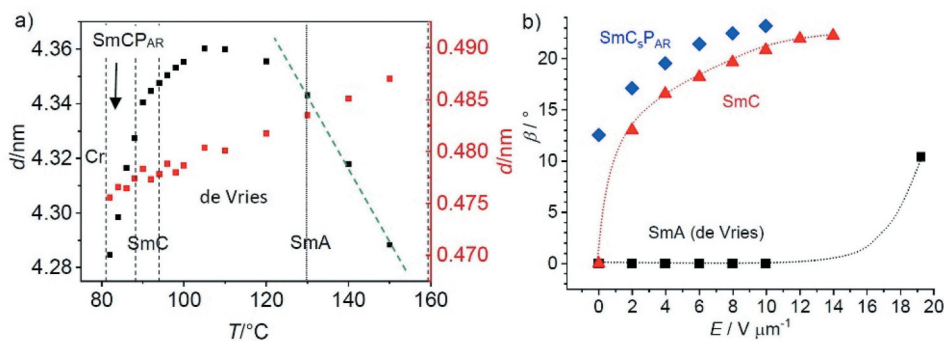 a)
SmCP_AR
Cr
SmC
de Vries
SmA
4.36
4.34
4.32
4.30
4.28
d/nm
0.490
0.485
0.480
0.475
0.470
d/nm
80 100 120 140 160
T/°C
b)
SmC_sP_AR
SmC
SmA (de Vries)
30
20
10
0
β / °
0 2 4 6 8 10 12 14 16 18 20
E / V μm⁻¹